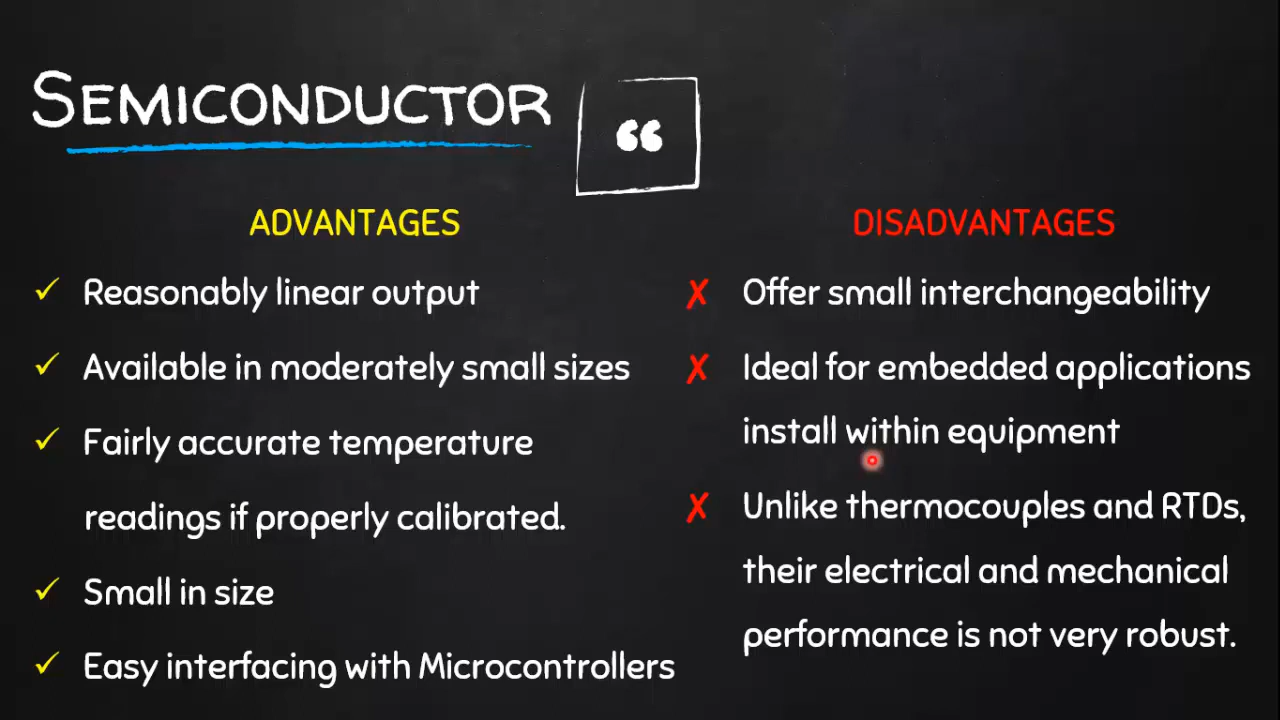 SEMICONDUCTOR
“
ADVANTAGES
✓ Reasonably linear output
✓ Available in moderately small sizes
✓ Fairly accurate temperature
readings if properly calibrated.
✓ Small in size
✓ Easy interfacing with Microcontrollers
DISADVANTAGES
✗ Offer small interchangeability
✗ Ideal for embedded applications
install within equipment
✗ Unlike thermocouples and RTDs,
their electrical and mechanical
performance is not very robust.